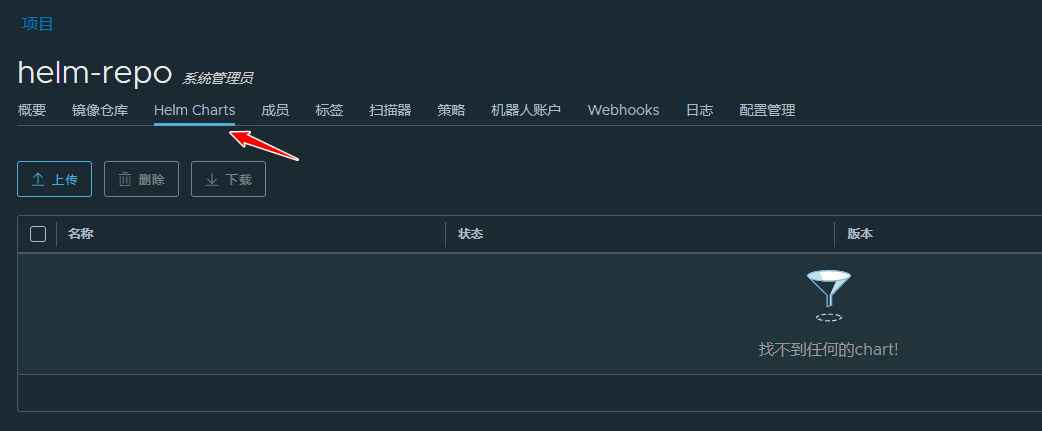 项目
helm-repo 系统管理员
概要 镜像仓库 Helm Charts 成员 标签 扫描器 策略 机器人账户 Webhooks 日志 配置管理
上传 删除 下载
名称 状态 版本
找不到任何的chart!